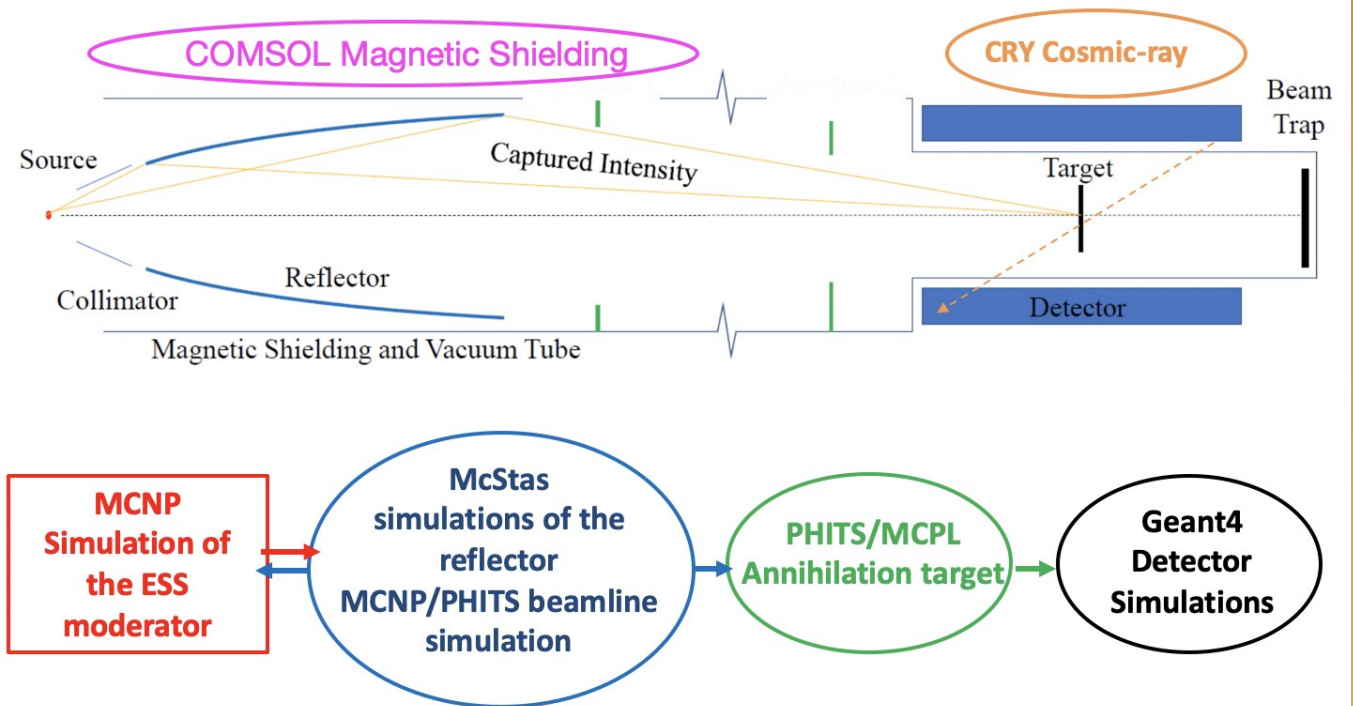 COMSOL Magnetic Shielding
CRY Cosmic-ray
Beam
Trap
Source
Captured Intensity
Target
Reflector
Collimator
Detector
Magnetic Shielding and Vacuum Tube
MCNP
Simulation of
the ESS
moderator
McStas
simulations of the
reflector
MCNP/PHITS beamline
simulation
PHITS/MCPL
Annihilation target
Geant4
Detector
Simulations